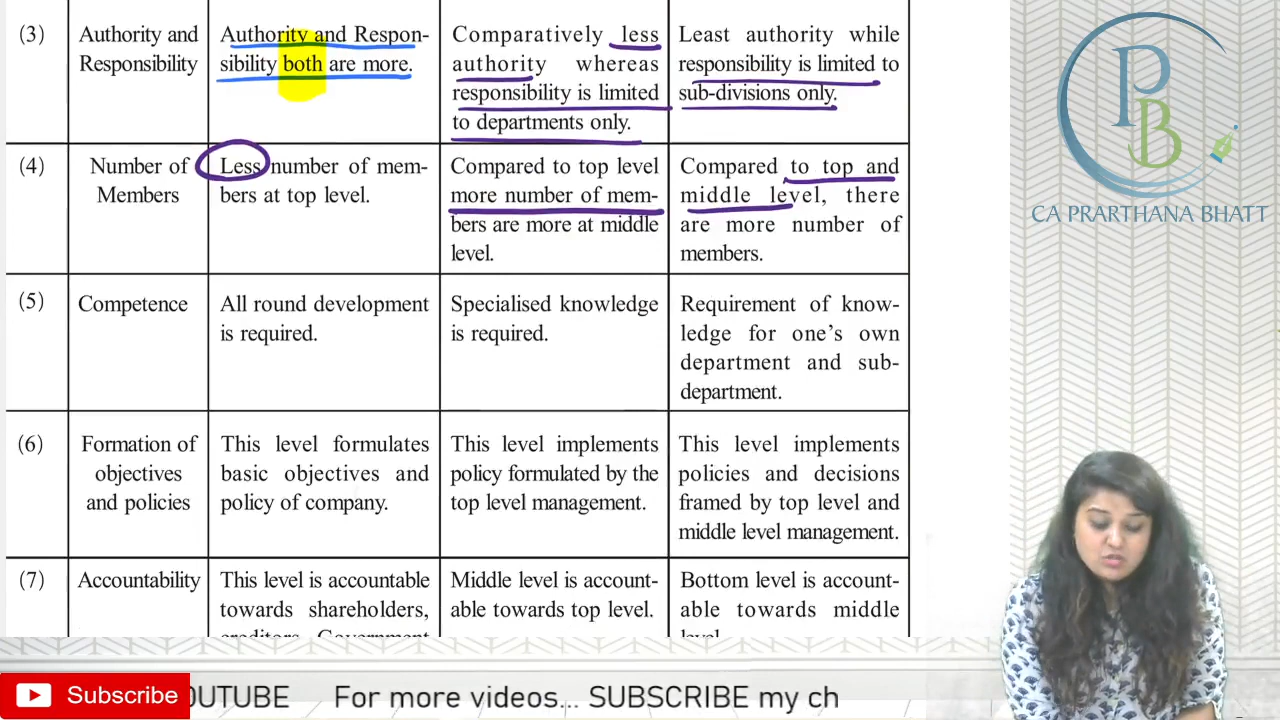 (3)
Authority and
Responsibility
Authority and Respon-
sibility both are more.
Comparatively less
authority whereas
responsibility is limited
to departments only.
Least authority while
responsibility is limited to
sub-divisions only.
(4)
Number of
Members
Less number of mem-
bers at top level.
Compared to top level
more number of mem-
bers are more at middle
level.
Compared to top and
middle level, there
are more number of
members.
(5)
Competence
All round development
is required.
Specialised knowledge
is required.
Requirement of know-
ledge for one's own
department and sub-
department.
(6)
Formation of
objectives
and policies
This level formulates
basic objectives and
policy of company.
This level implements
policy formulated by the
top level management.
This level implements
policies and decisions
framed by top level and
middle level management.
(7)
Accountability
This level is accountable
towards shareholders,
creditors, Government
Middle level is account-
able towards top level.
Bottom level is account-
able towards middle
level.
PB
CA PRARTHANA BHATT
Subscribe
OUTUBE For more videos... SUBSCRIBE my ch